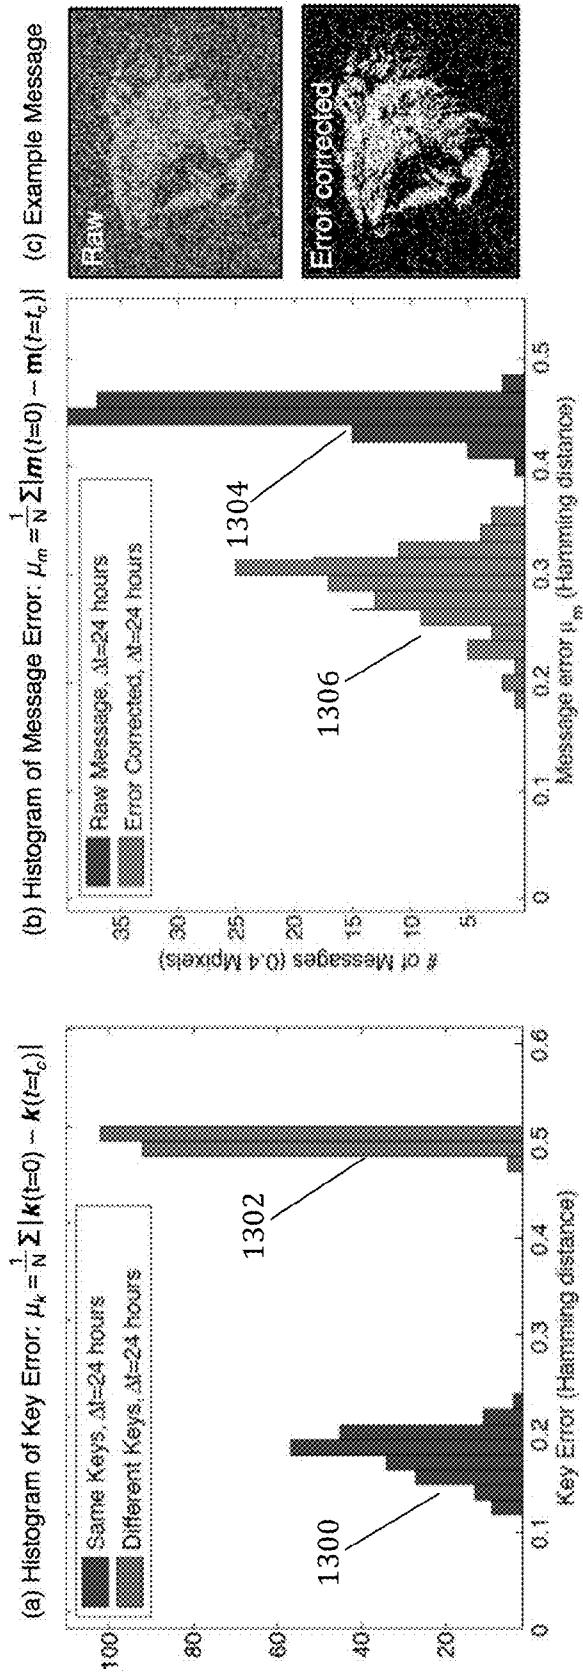 (a) Histogram of Key Error: μk = 1/N Σ|k(t=0) − k(t=tc)|
Same Keys, Δt=24 hours
Different Keys, Δt=24 hours
100
80
60
40
20
1300
1302
0
0.1
0.2
0.3
0.4
0.5
0.6
Key Error (Hamming distance)
(b) Histogram of Message Error: μm = 1/N Σ|m(t=0) − m(t=tc)|
Raw Message, Δt=24 hours
Error Corrected, Δt=24 hours
# of Messages (0.4 Mpixels)
35
30
25
20
15
10
5
1306
1304
0
0.1
0.2
0.3
0.4
0.5
Message error μm (Hamming distance)
(c) Example Message
Raw
Error corrected